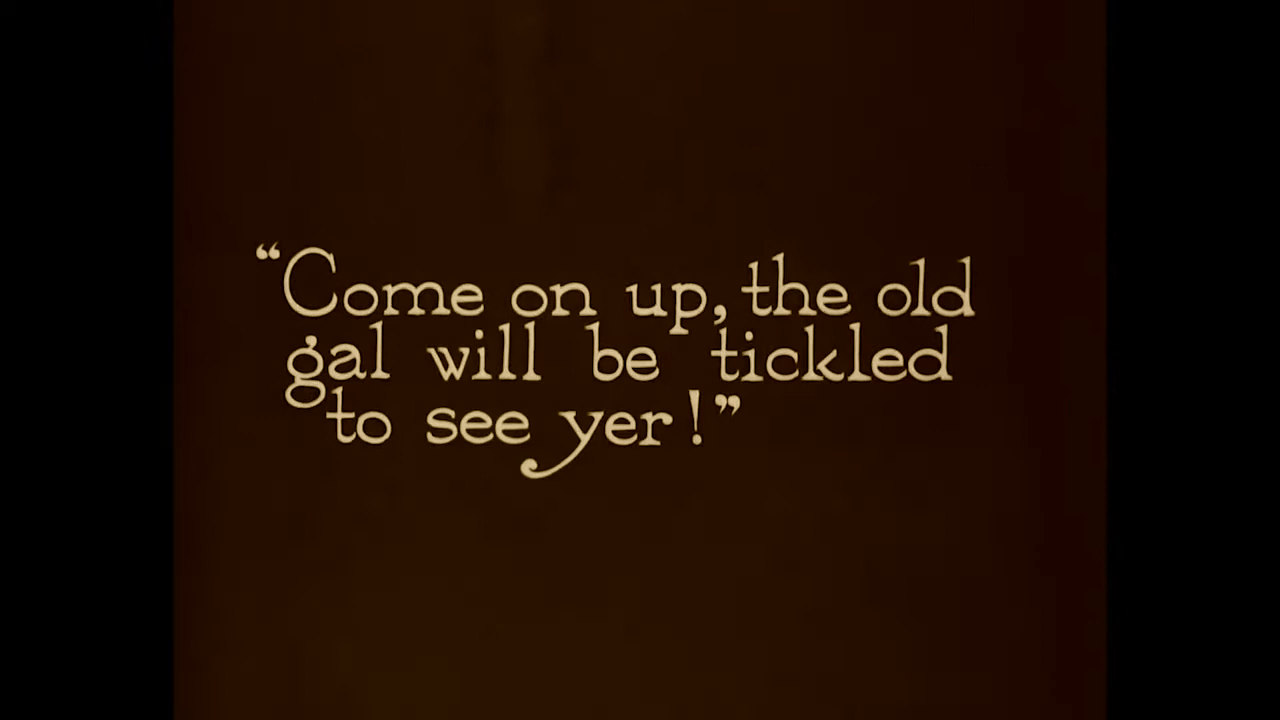 “Come on up, the old
gal will be tickled
to see yer!”